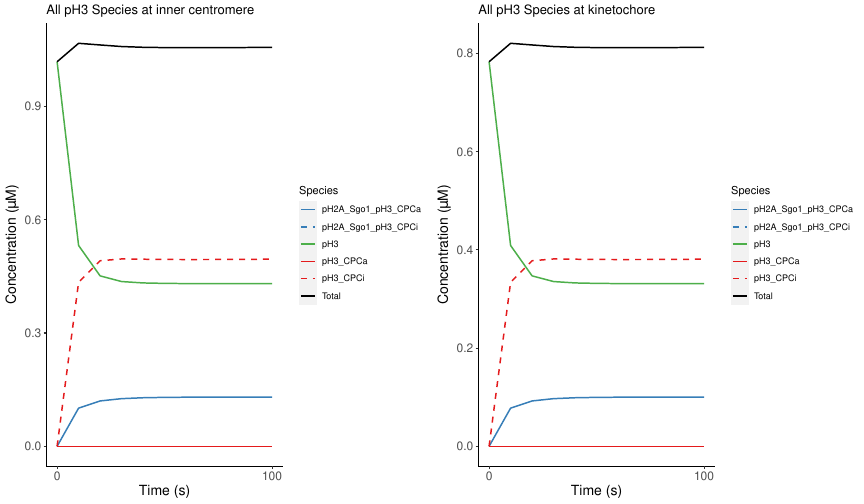 All pH3 Species at inner centromere
Concentration (µM)
0.9
0.6
0.3
0.0
0
100
Time (s)
Species
pH2A_Sgo1_pH3_CPCa
pH2A_Sgo1_pH3_CPCi
pH3
pH3_CPCa
pH3_CPCi
Total
All pH3 Species at kinetochore
Concentration (µM)
0.8
0.6
0.4
0.2
0.0
0
100
Time (s)
Species
pH2A_Sgo1_pH3_CPCa
pH2A_Sgo1_pH3_CPCi
pH3
pH3_CPCa
pH3_CPCi
Total